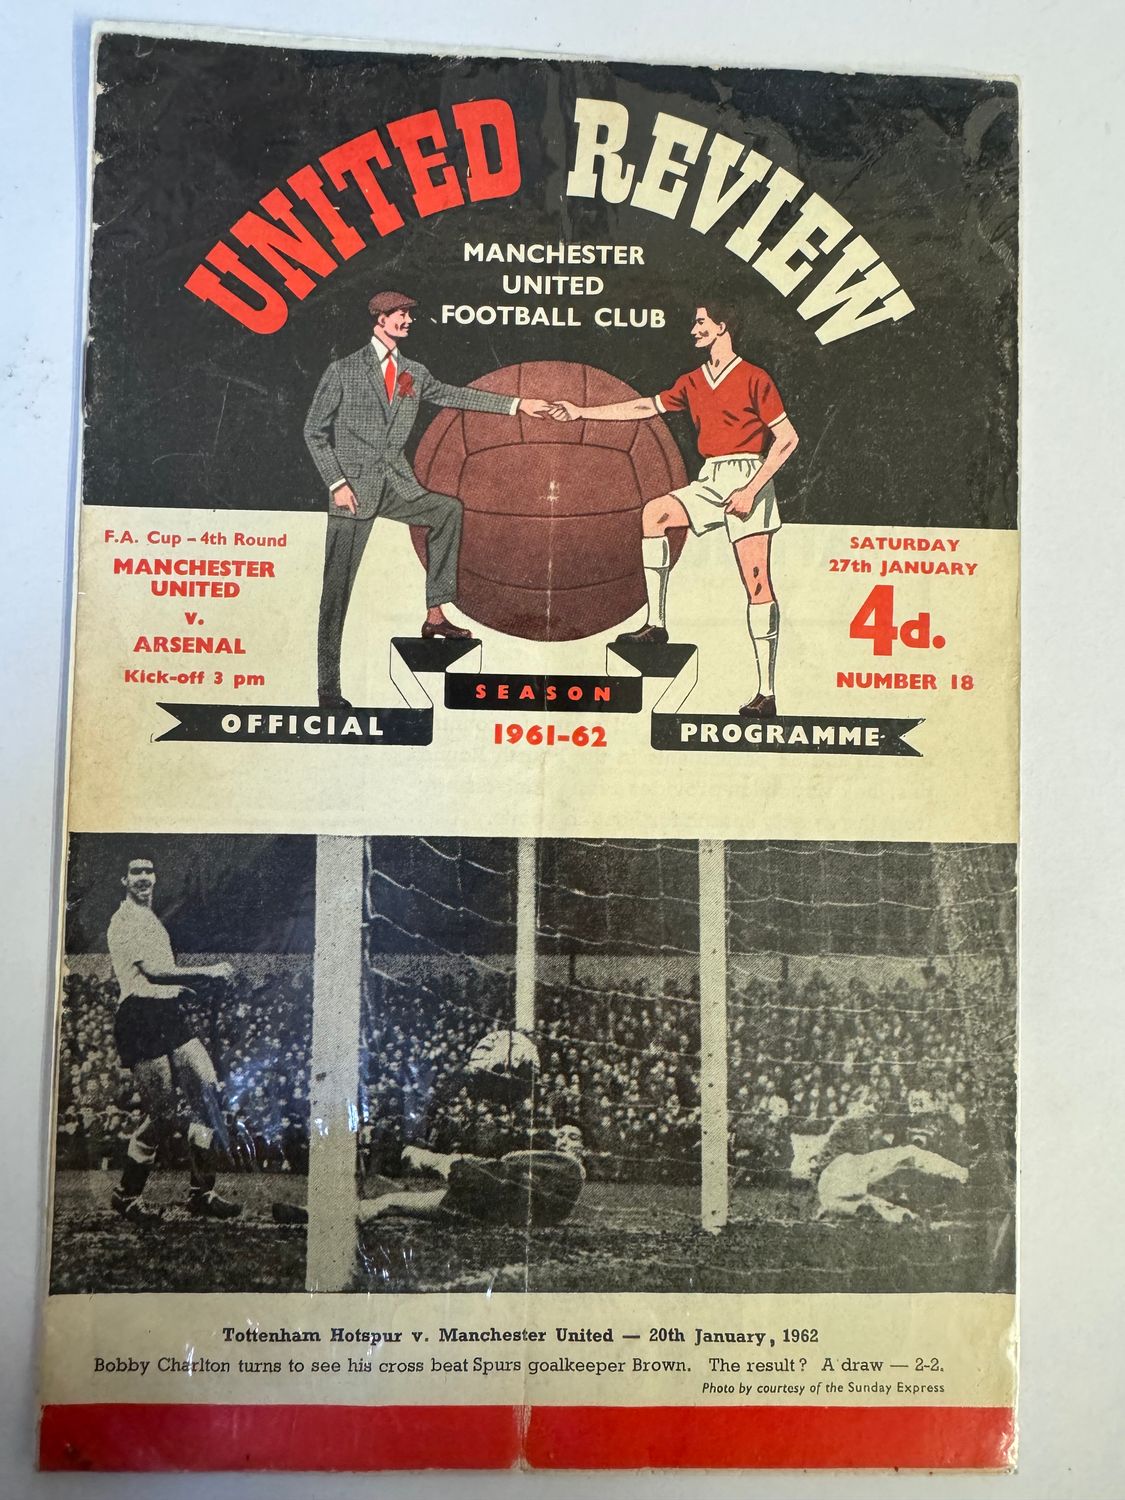 UNITED REVIEW
MANCHESTER
UNITED
FOOTBALL CLUB
F.A. Cup - 4th Round
MANCHESTER
UNITED
v.
ARSENAL
Kick-off 3 pm
SATURDAY
27th JANUARY
4d.
NUMBER 18
OFFICIAL
SEASON
1961-62
PROGRAMME
Tottenham Hotspur v. Manchester United — 20th January, 1962
Bobby Charlton turns to see his cross beat Spurs goalkeeper Brown. The result? A draw — 2-2.
Photo by courtesy of the Sunday Express